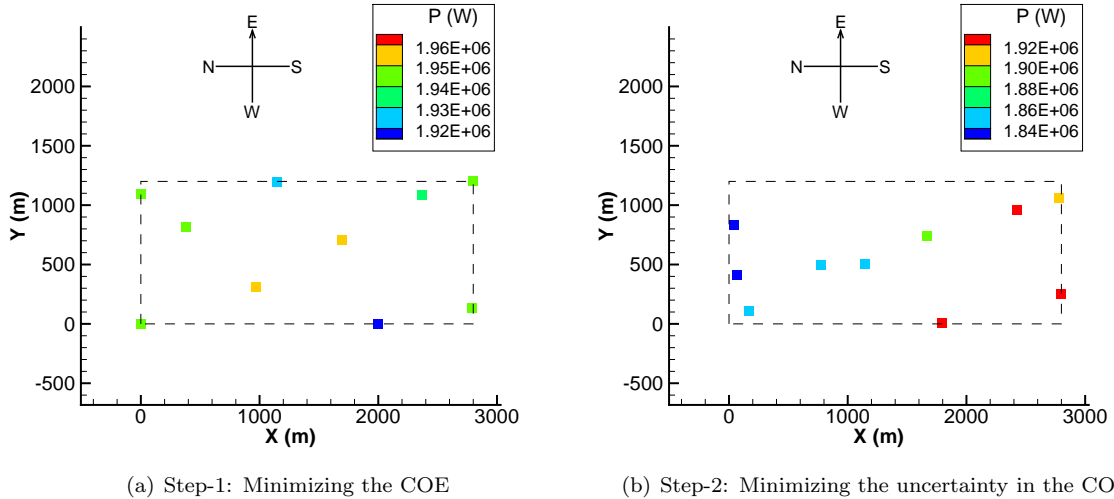 P (W)
1.96E+06
1.95E+06
1.94E+06
1.93E+06
1.92E+06
E
N
S
W
2000
1500
1000
500
0
-500
Y (m)
0
1000
2000
3000
X (m)
(a) Step-1: Minimizing the COE
P (W)
1.92E+06
1.90E+06
1.88E+06
1.86E+06
1.84E+06
E
N
S
W
2000
1500
1000
500
0
-500
Y (m)
0
1000
2000
3000
X (m)
(b) Step-2: Minimizing the uncertainty in the CO